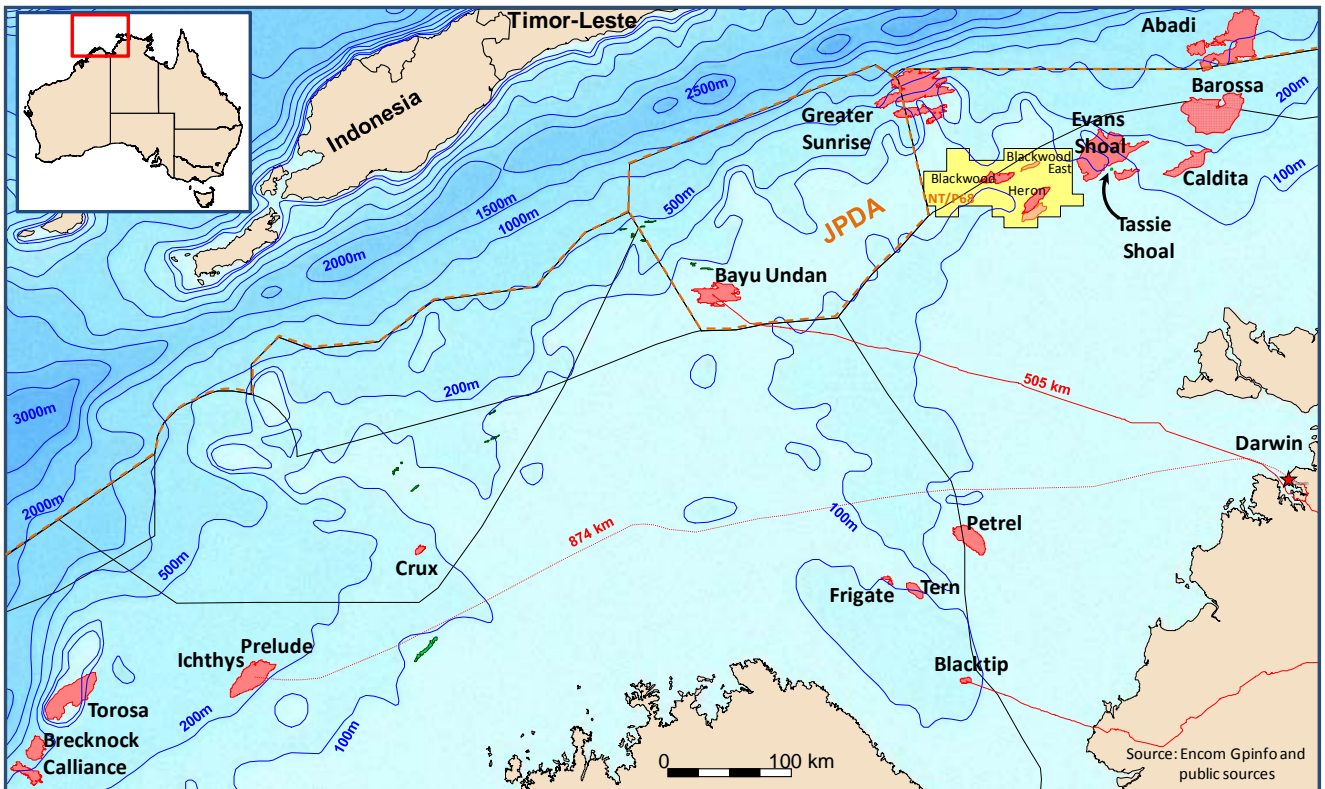 Timor-Leste
Indonesia
2500m
1500m
1000m
2000m
500m
3000m
200m
2000m
500m
200m
100m
100m
200m
100m
Abadi
Barossa
Greater
Sunrise
Evans
Shoal
Caldita
Tassie
Shoal
Blackwood
East
Blackwood
Heron
NT/P68
JPDA
Bayu Undan
505 km
Darwin
874 km
Petrel
Crux
Frigate
Tern
Blacktip
Prelude
Ichthys
Torosa
Brecknock
Calliance
0 100 km
Source: Encom Gpinfo and
public sources